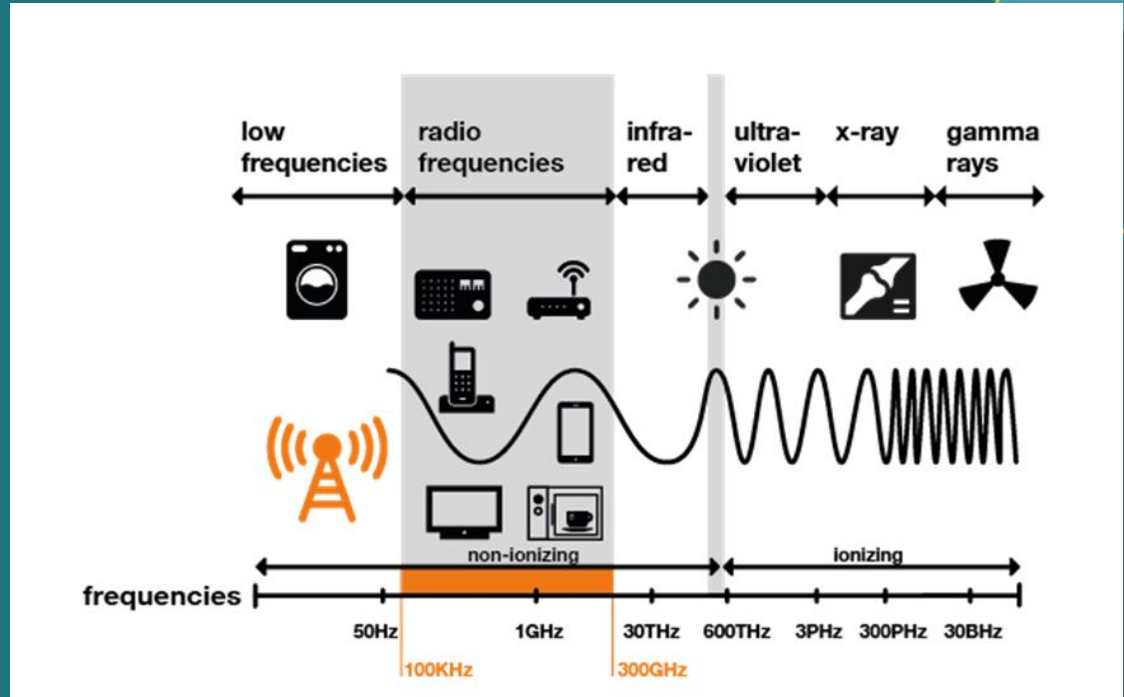 low
frequencies
radio
frequencies
infra-
red
ultra-
violet
x-ray
gamma
rays
non-ionizing
ionizing
frequencies
50Hz
1GHz
30THz
600THz
3PHz
300PHz
30BHz
100KHz
300GHz